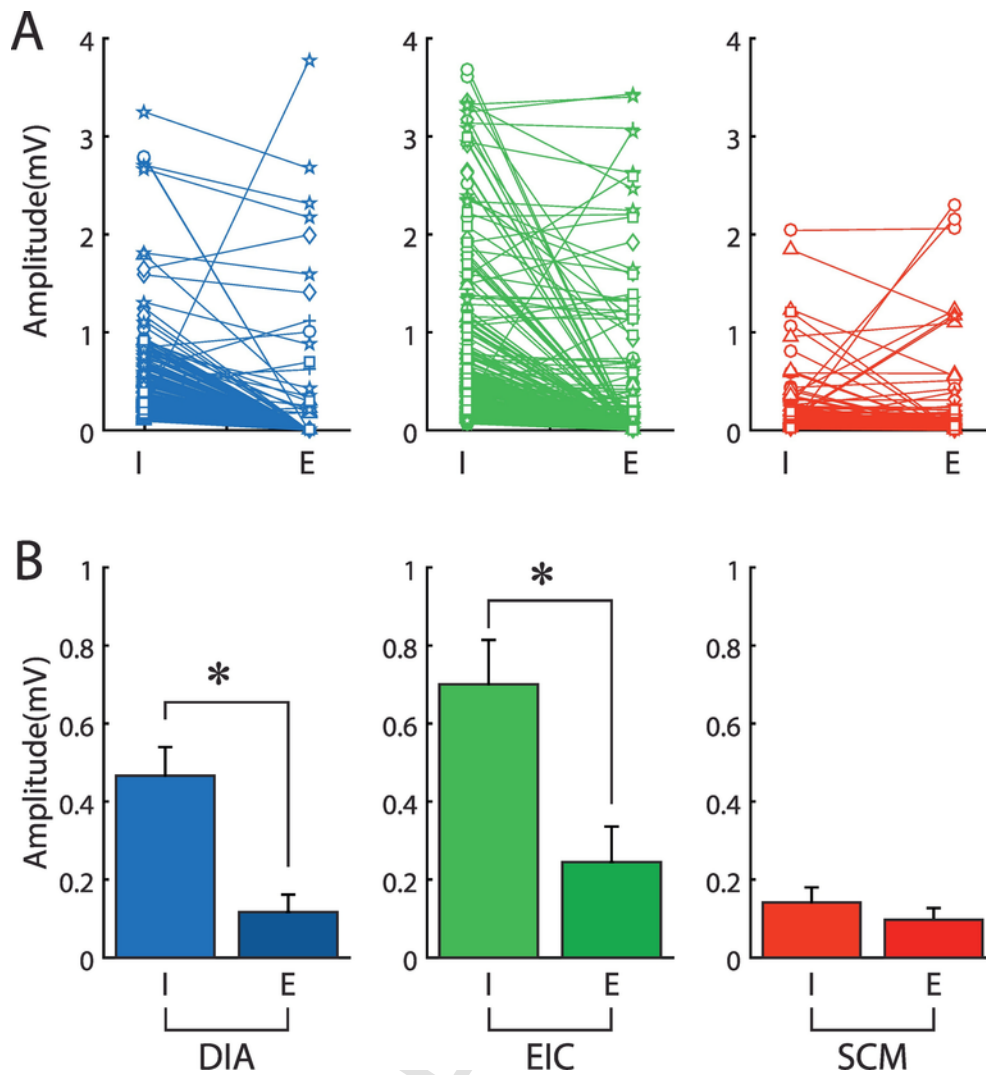 A
4 4 4
3 3 3
2 2 2
1 1 1
0 0 0
Amplitude(mV)
I E I E I E
B
1 1 1
0.8 0.8 0.8
* *
0.6 0.6 0.6
0.4 0.4 0.4
0.2 0.2 0.2
0 0 0
Amplitude(mV)
I E I E I E
DIA EIC SCM